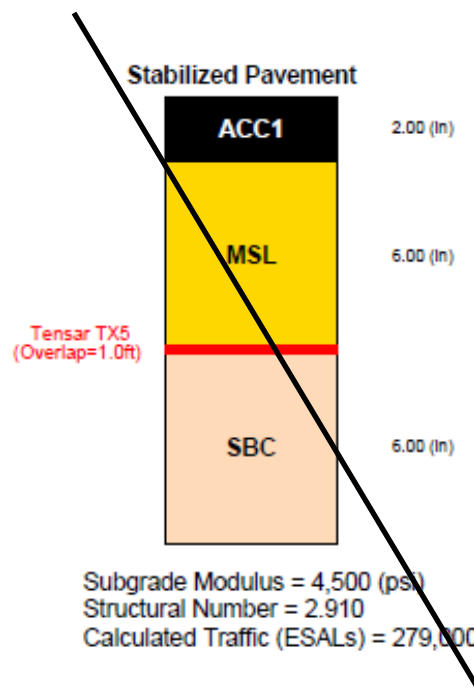 Stabilized Pavement
ACC1
2.00 (in)
MSL
6.00 (in)
Tensar TX5
(Overlap=1.0ft)
SBC
6.00 (in)
Subgrade Modulus = 4,500 (psi)
Structural Number = 2.910
Calculated Traffic (ESALs) = 279,000